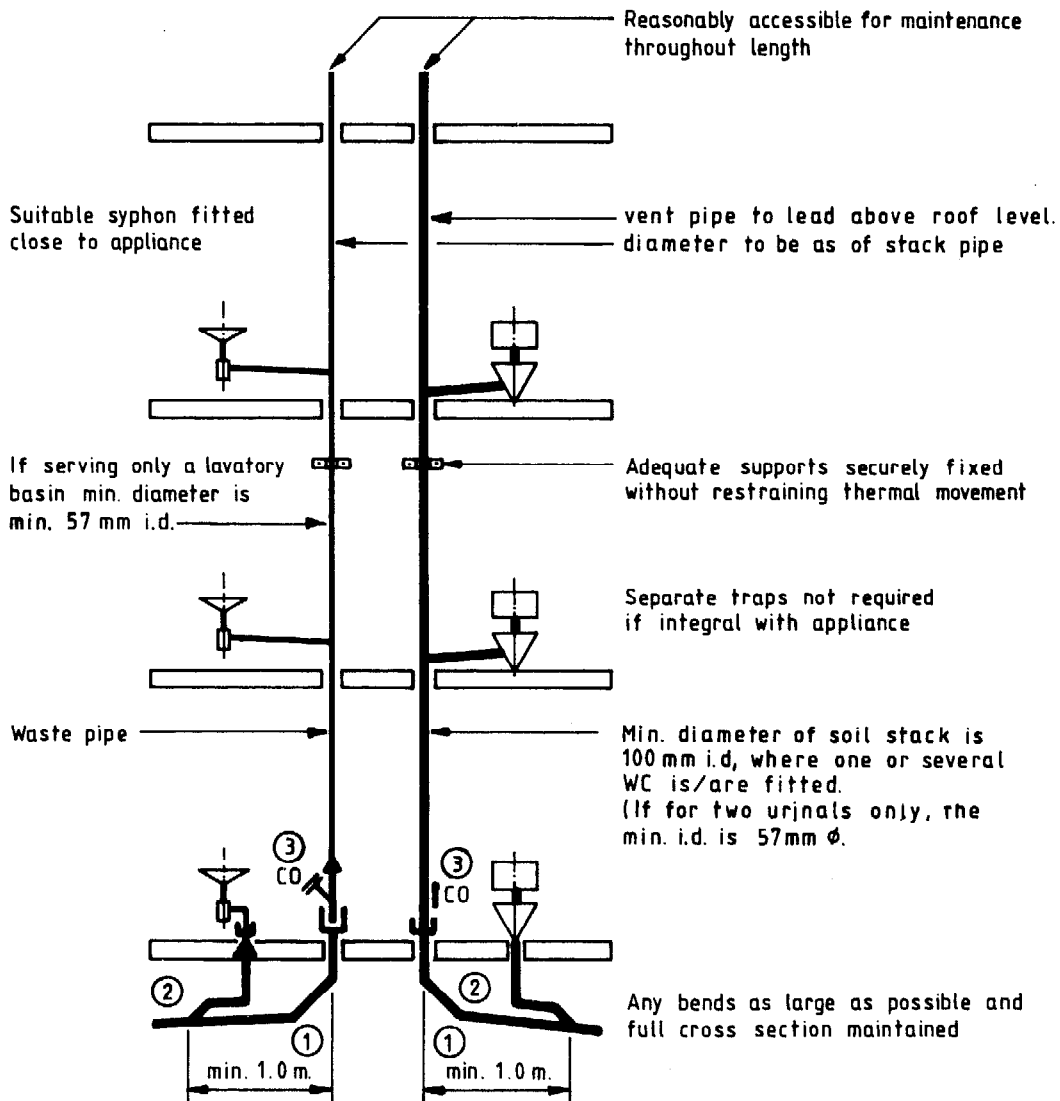 Reasonably accessible for maintenance
throughout length
Suitable syphon fitted
close to appliance
vent pipe to lead above roof level.
diameter to be as of stack pipe
If serving only a lavatory
basin min. diameter is
min. 57 mm i.d.
Adequate supports securely fixed
without restraining thermal movement
Separate traps not required
if integral with appliance
Waste pipe
Min. diameter of soil stack is
100 mm i.d, where one or several
WC is/are fitted.
(If for two urinals only, the
min. i.d. is 57mm Ø.
3
CO
3
CO
2
2
Any bends as large as possible and
full cross section maintained
1
1
min. 1.0 m.
min. 1.0 m.